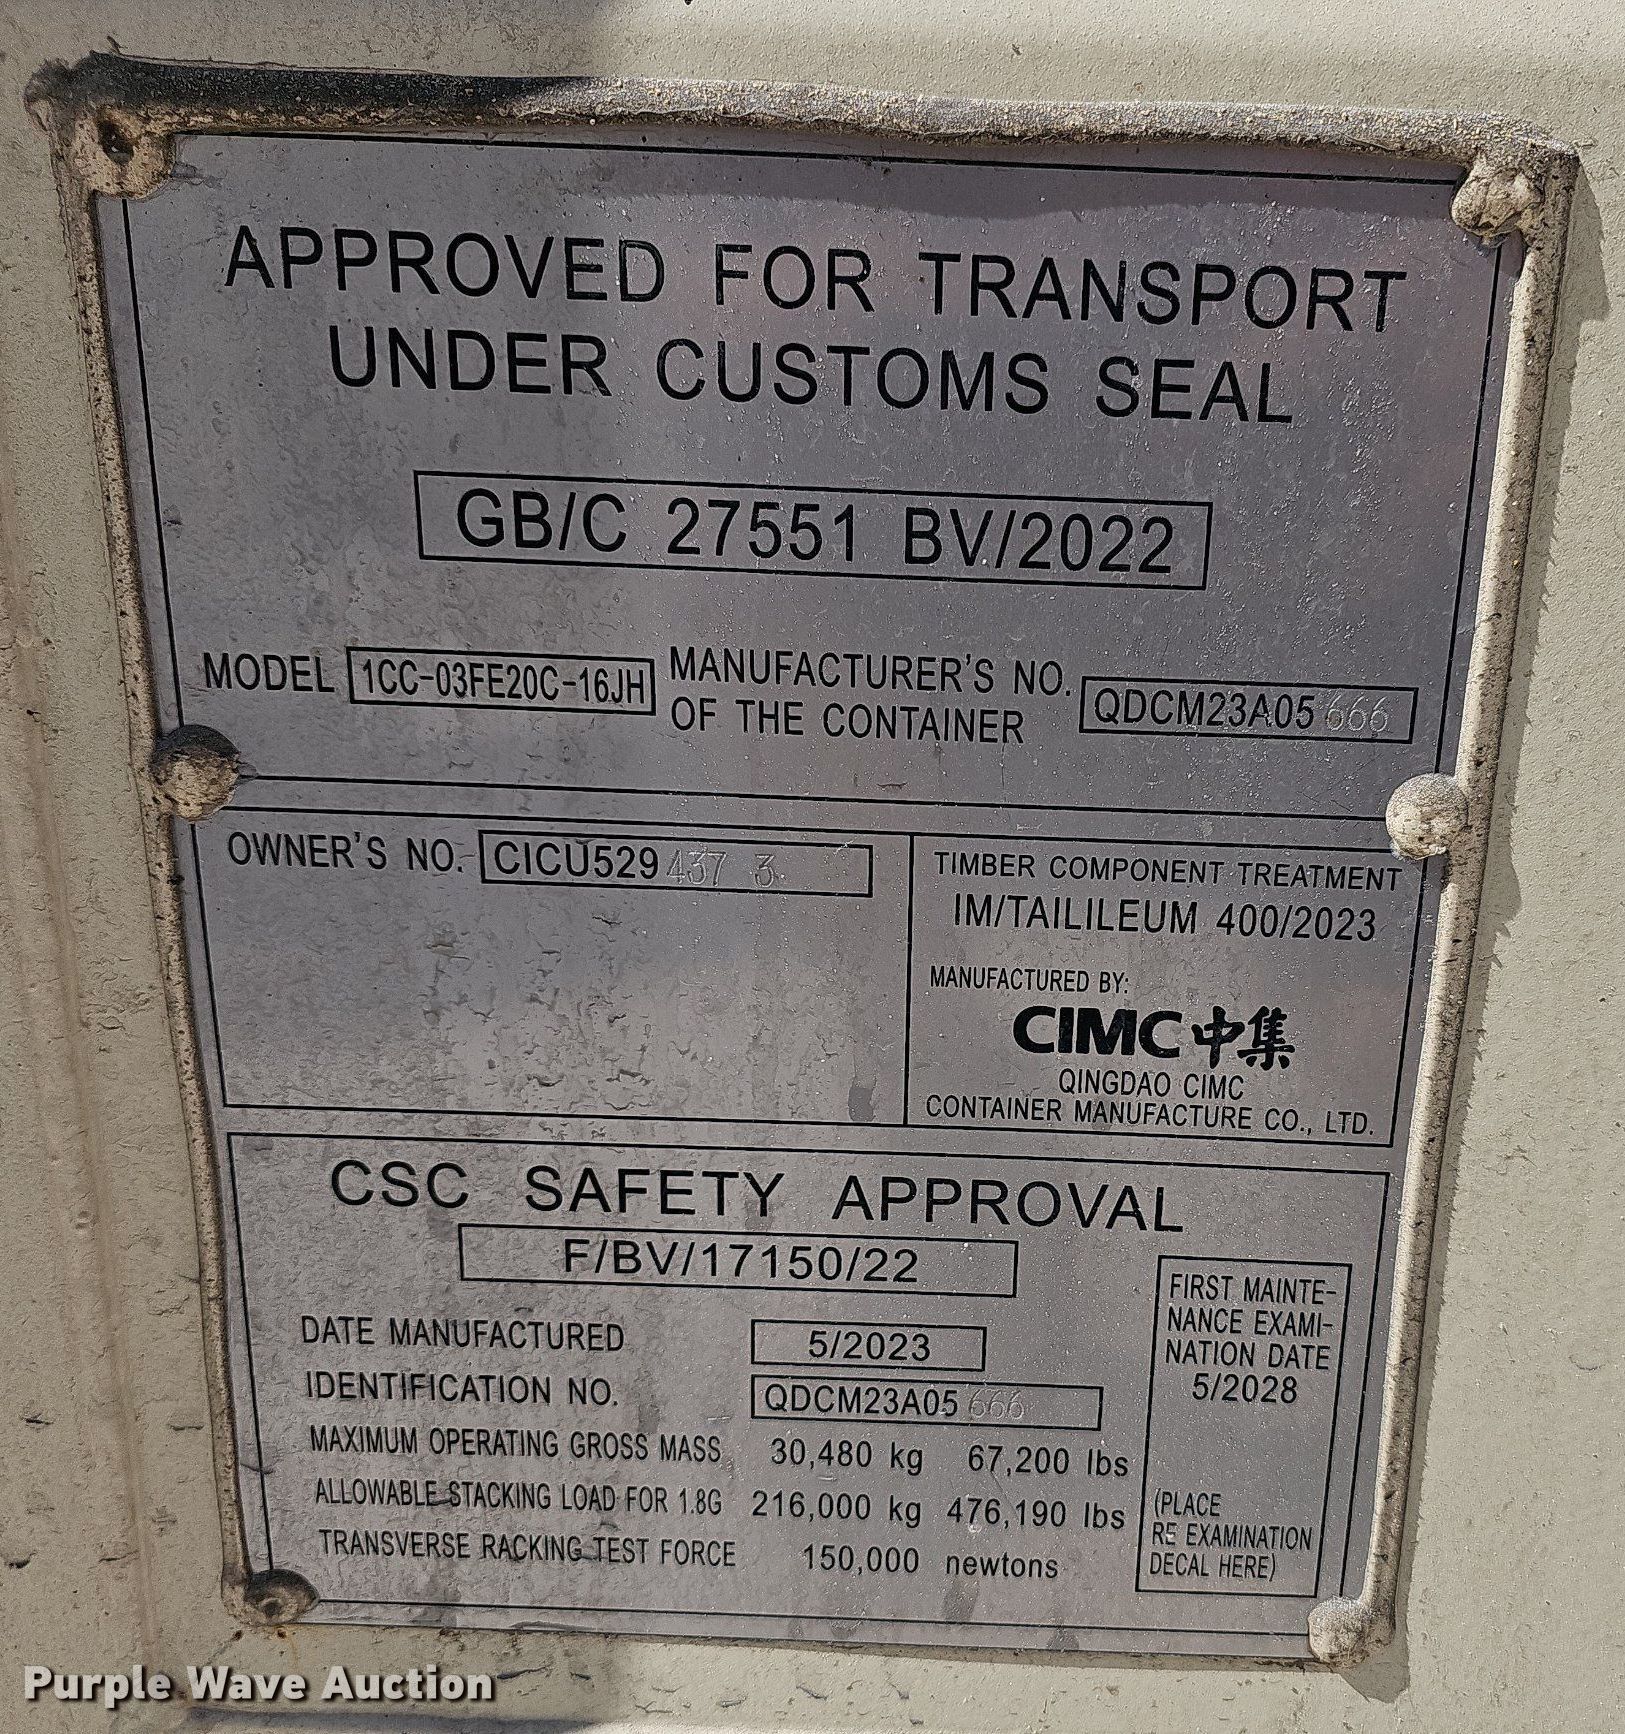 APPROVED FOR TRANSPORT
UNDER CUSTOMS SEAL
GB/C 27551 BV/2022
MODEL 1CC-03FE20C-16JH
MANUFACTURER'S NO.
OF THE CONTAINER
QDCM23A05666
OWNER'S NO. CICU529437 3
TIMBER COMPONENT TREATMENT
IM/TAILILEUM 400/2023
MANUFACTURED BY:
CIMC中集
QINGDAO CIMC
CONTAINER MANUFACTURE CO., LTD.
CSC SAFETY APPROVAL
F/BV/17150/22
DATE MANUFACTURED 5/2023
IDENTIFICATION NO. QDCM23A05666
MAXIMUM OPERATING GROSS MASS 30,480 kg 67,200 lbs
ALLOWABLE STACKING LOAD FOR 1.8G 216,000 kg 476,190 lbs
TRANSVERSE RACKING TEST FORCE 150,000 newtons
FIRST MAINTE-
NANCE EXAMI-
NATION DATE
5/2028
(PLACE
RE EXAMINATION
DECAL HERE)
Purple Wave Auction